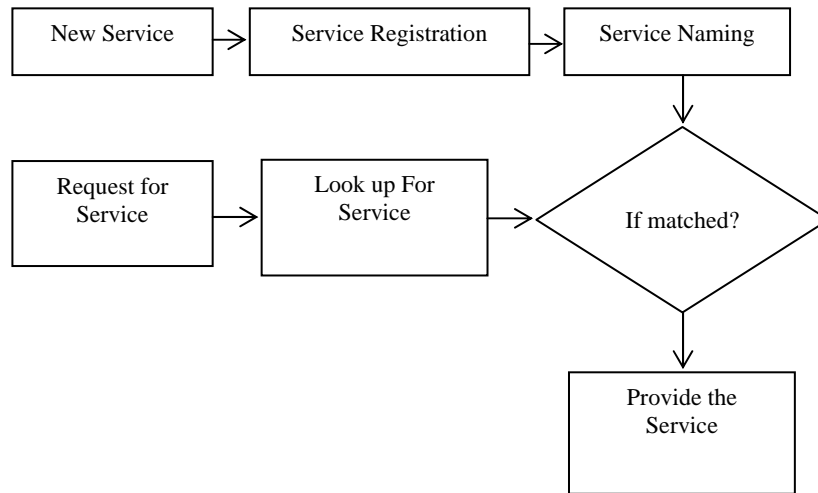 New Service
Service Registration
Service Naming
Request for
Service
Look up For
Service
If matched?
Provide the
Service